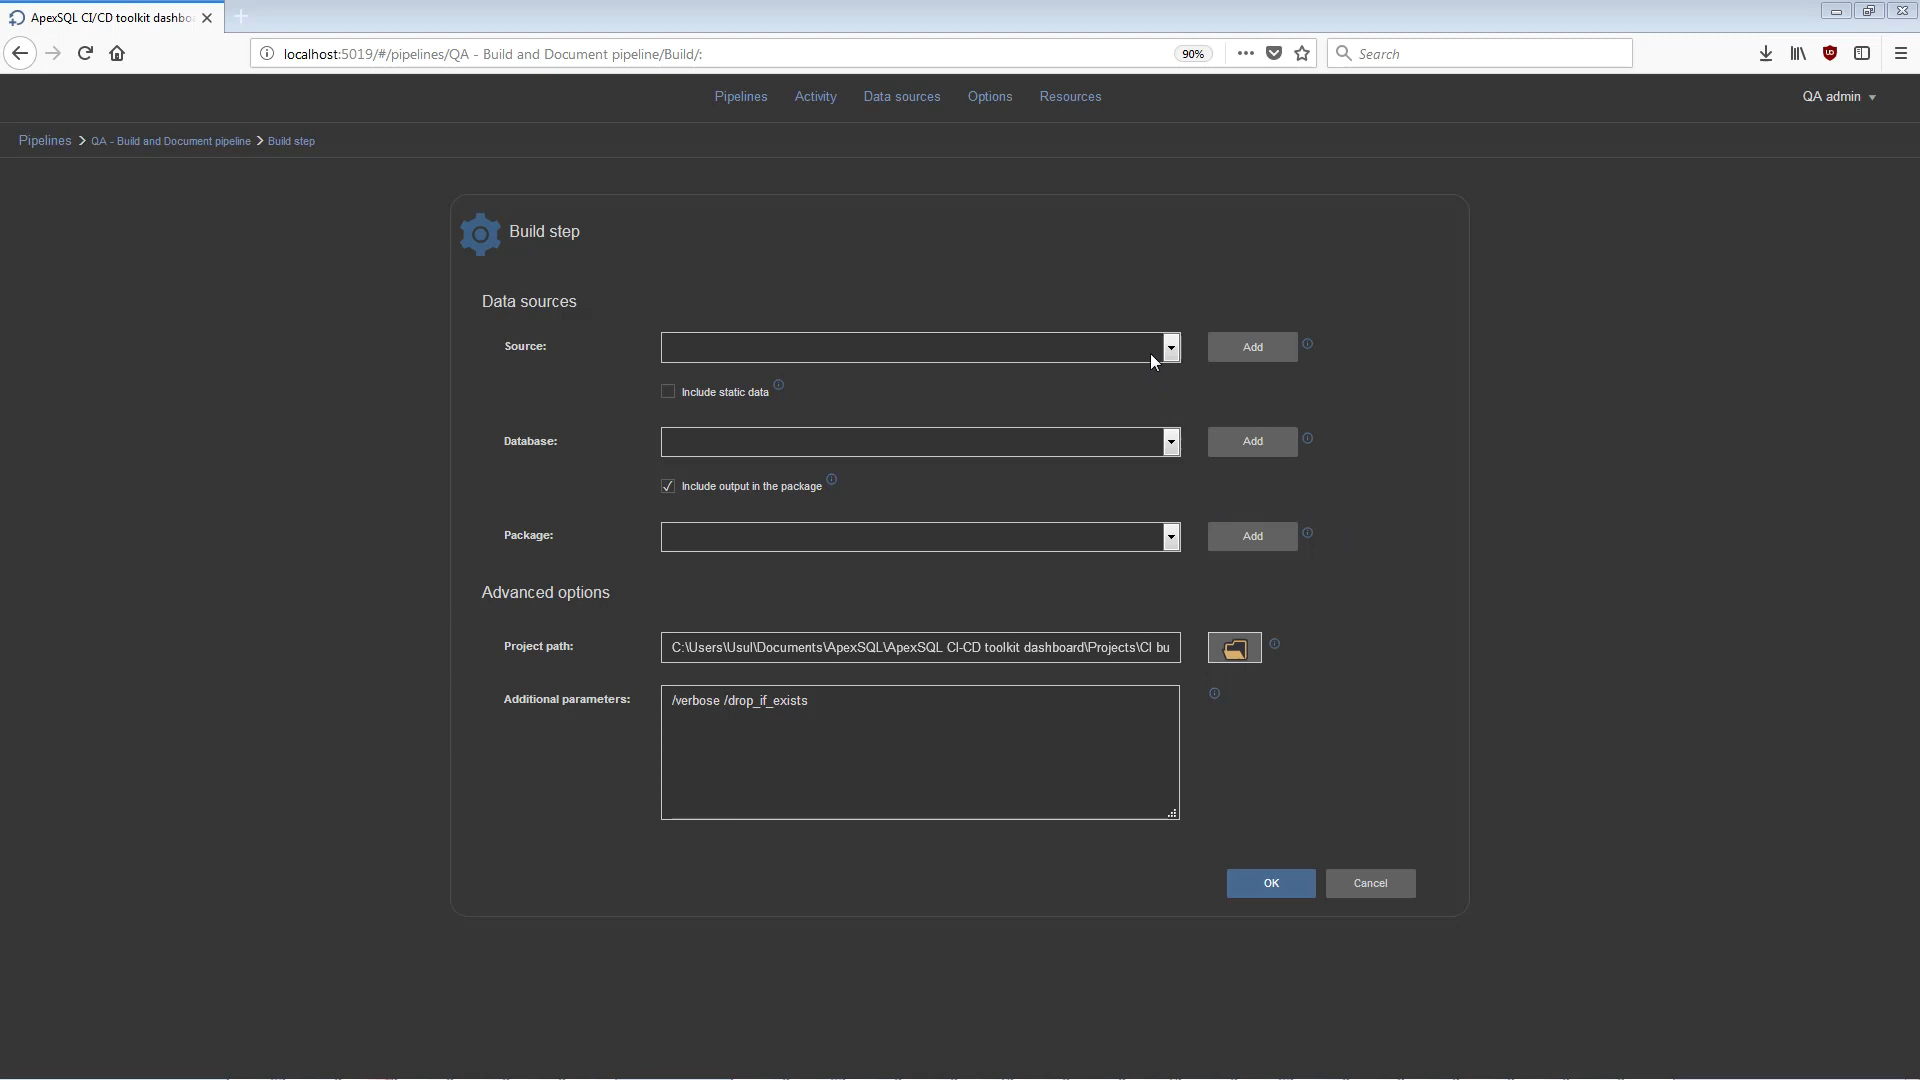 ApexSQL CI/CD toolkit dashbo
localhost:5019/#/pipelines/QA - Build and Document pipeline/Build/:
90%
Search
Pipelines
Activity
Data sources
Options
Resources
QA admin
Pipelines > QA - Build and Document pipeline > Build step
Build step
Data sources
Source:
Add
Include static data
Database:
Add
Include output in the package
Package:
Add
Advanced options
Project path:
C:\Users\Usul\Documents\ApexSQL\ApexSQL CI-CD toolkit dashboard\Projects\CI bu
Additional parameters:
/verbose /drop_if_exists
OK
Cancel